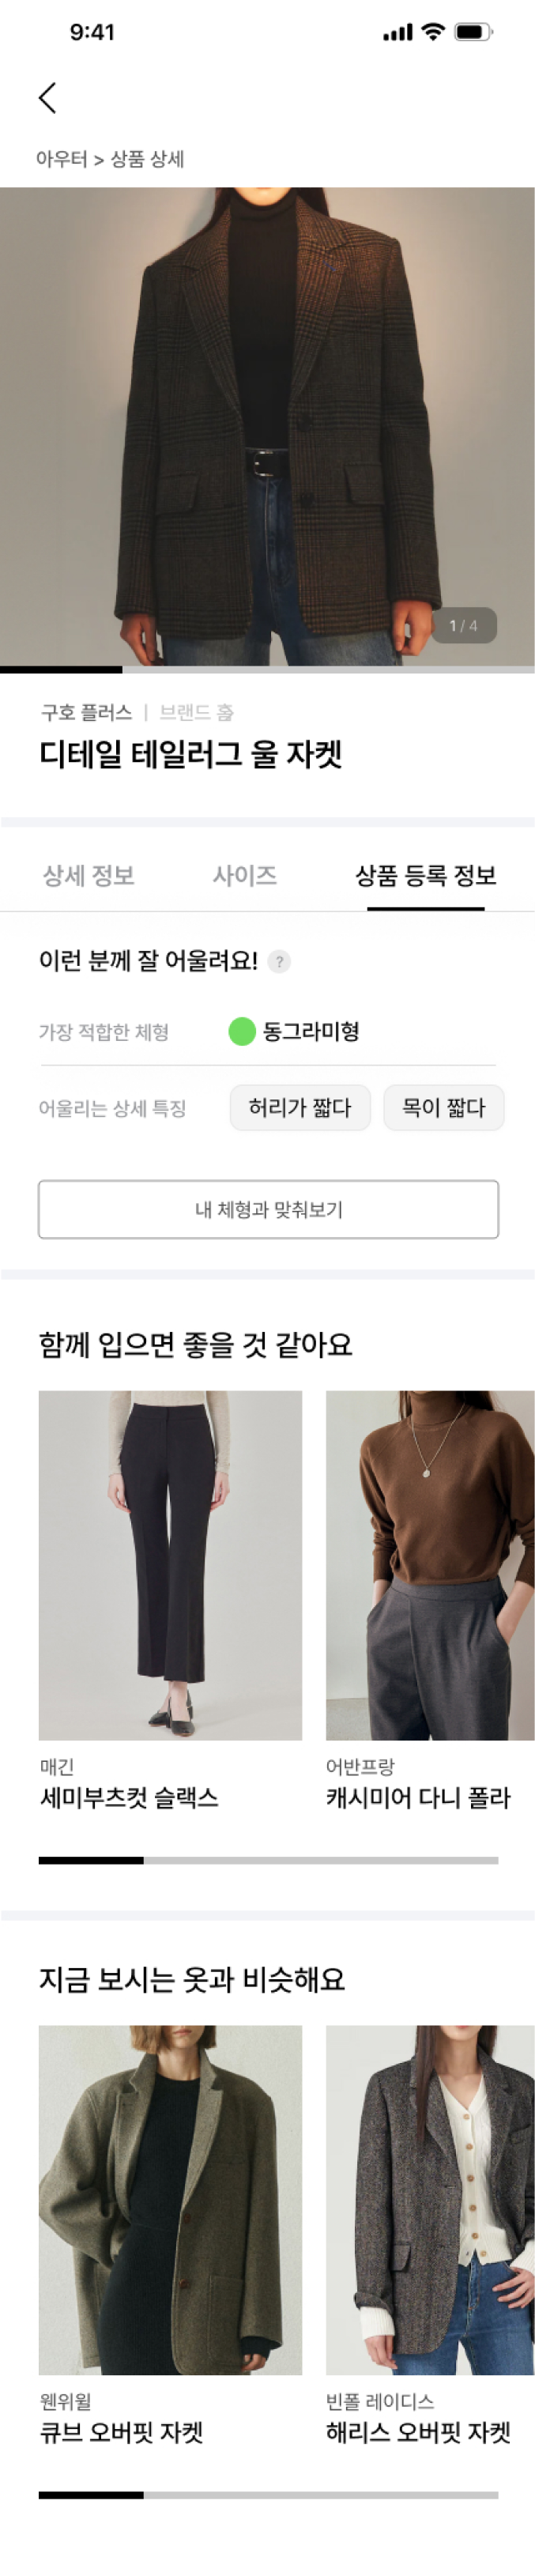 9:41
아우터 > 상품 상세
1 / 4
구호 플러스 | 브랜드 홈
디테일 테일러그 울 자켓
상세 정보 사이즈 상품 등록 정보
이런 분께 잘 어울려요! ?
가장 적합한 체형 동그라미형
어울리는 상세 특징 허리가 짧다 목이 짧다
내 체형과 맞춰보기
함께 입으면 좋을 것 같아요
매긴 어반프랑
세미부츠컷 슬랙스 캐시미어 다니 폴라
지금 보시는 옷과 비슷해요
웬위윌 빈폴 레이디스
큐브 오버핏 자켓 해리스 오버핏 자켓